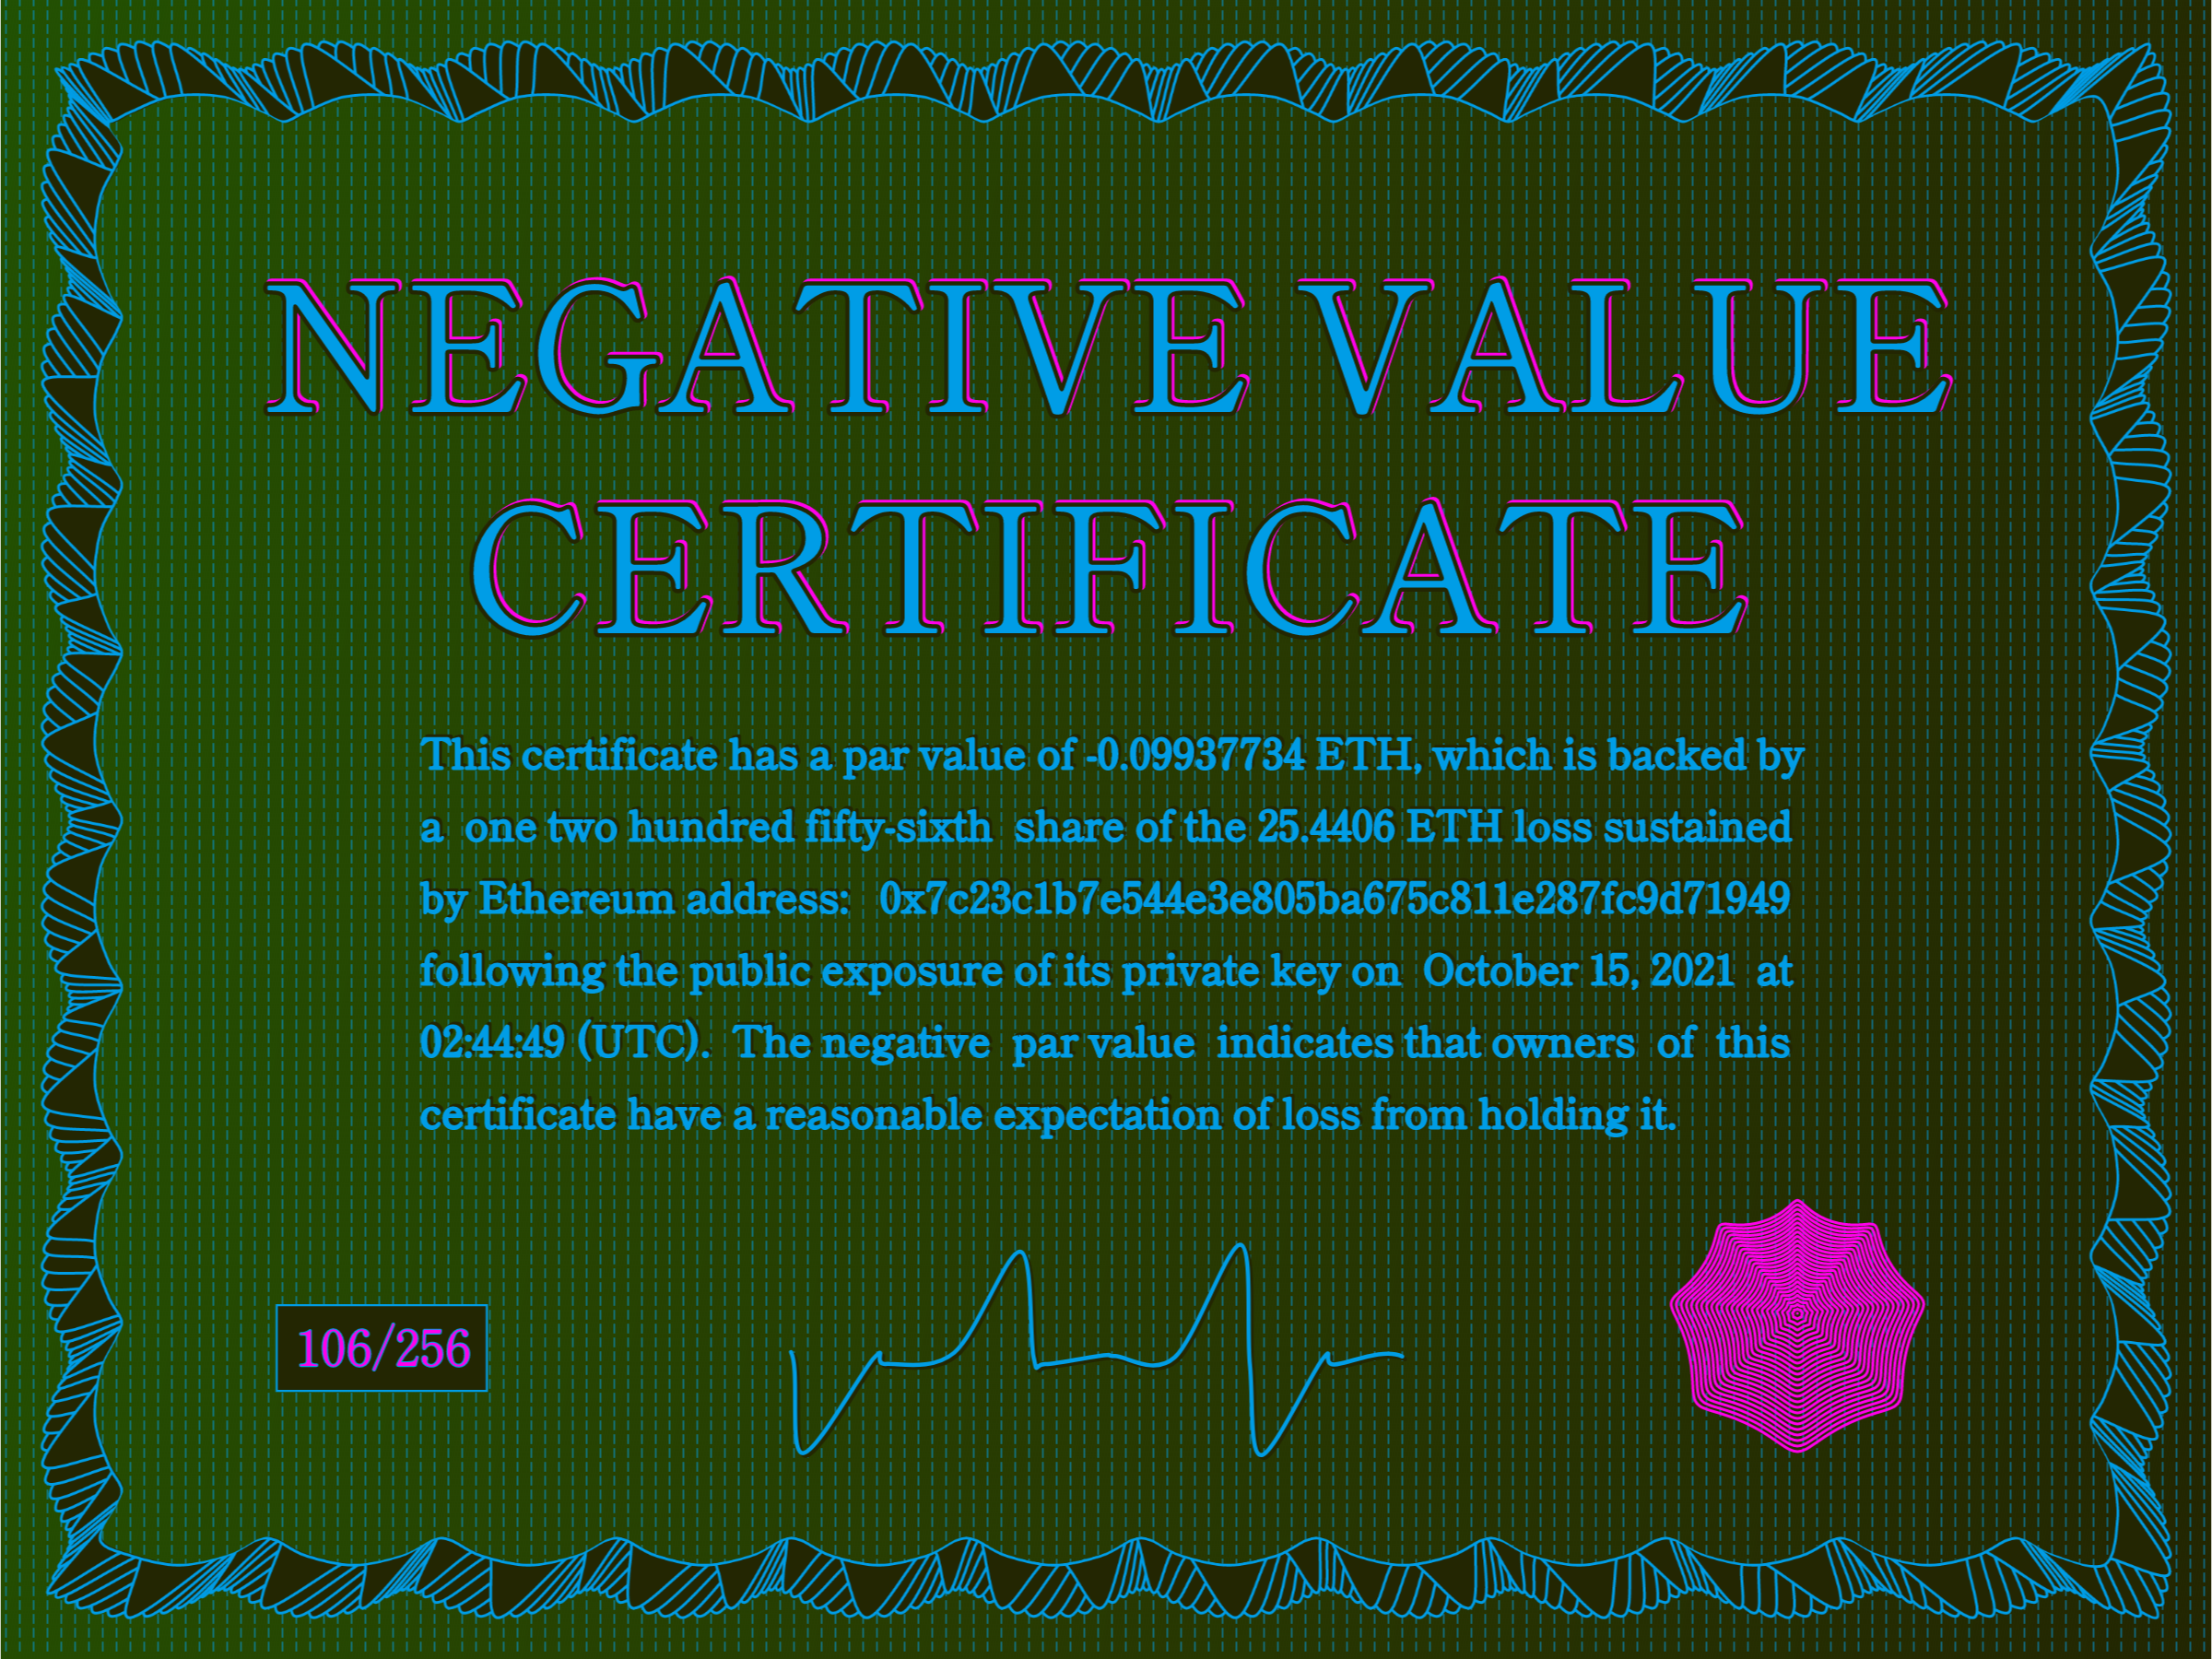 NEGATIVE VALUE
CERTIFICATE
This certificate has a par value of -0.09937734 ETH, which is backed by
a one two hundred fifty-sixth share of the 25.4406 ETH loss sustained
by Ethereum address: 0x7c23c1b7e544e3e805ba675c811e287fc9d71949
following the public exposure of its private key on October 15, 2021 at
02:44:49 (UTC). The negative par value indicates that owners of this
certificate have a reasonable expectation of loss from holding it.
106/256